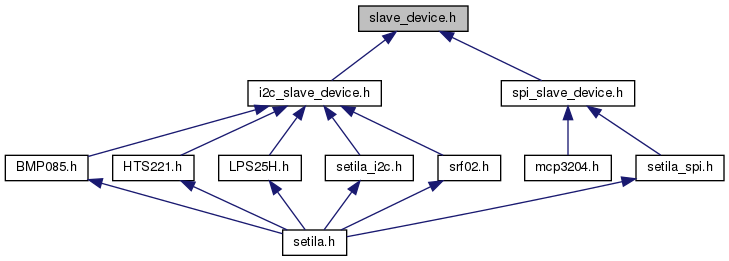 slave_device.h
i2c_slave_device.h
spi_slave_device.h
BMP085.h
HTS221.h
LPS25H.h
setila_i2c.h
srf02.h
mcp3204.h
setila_spi.h
setila.h